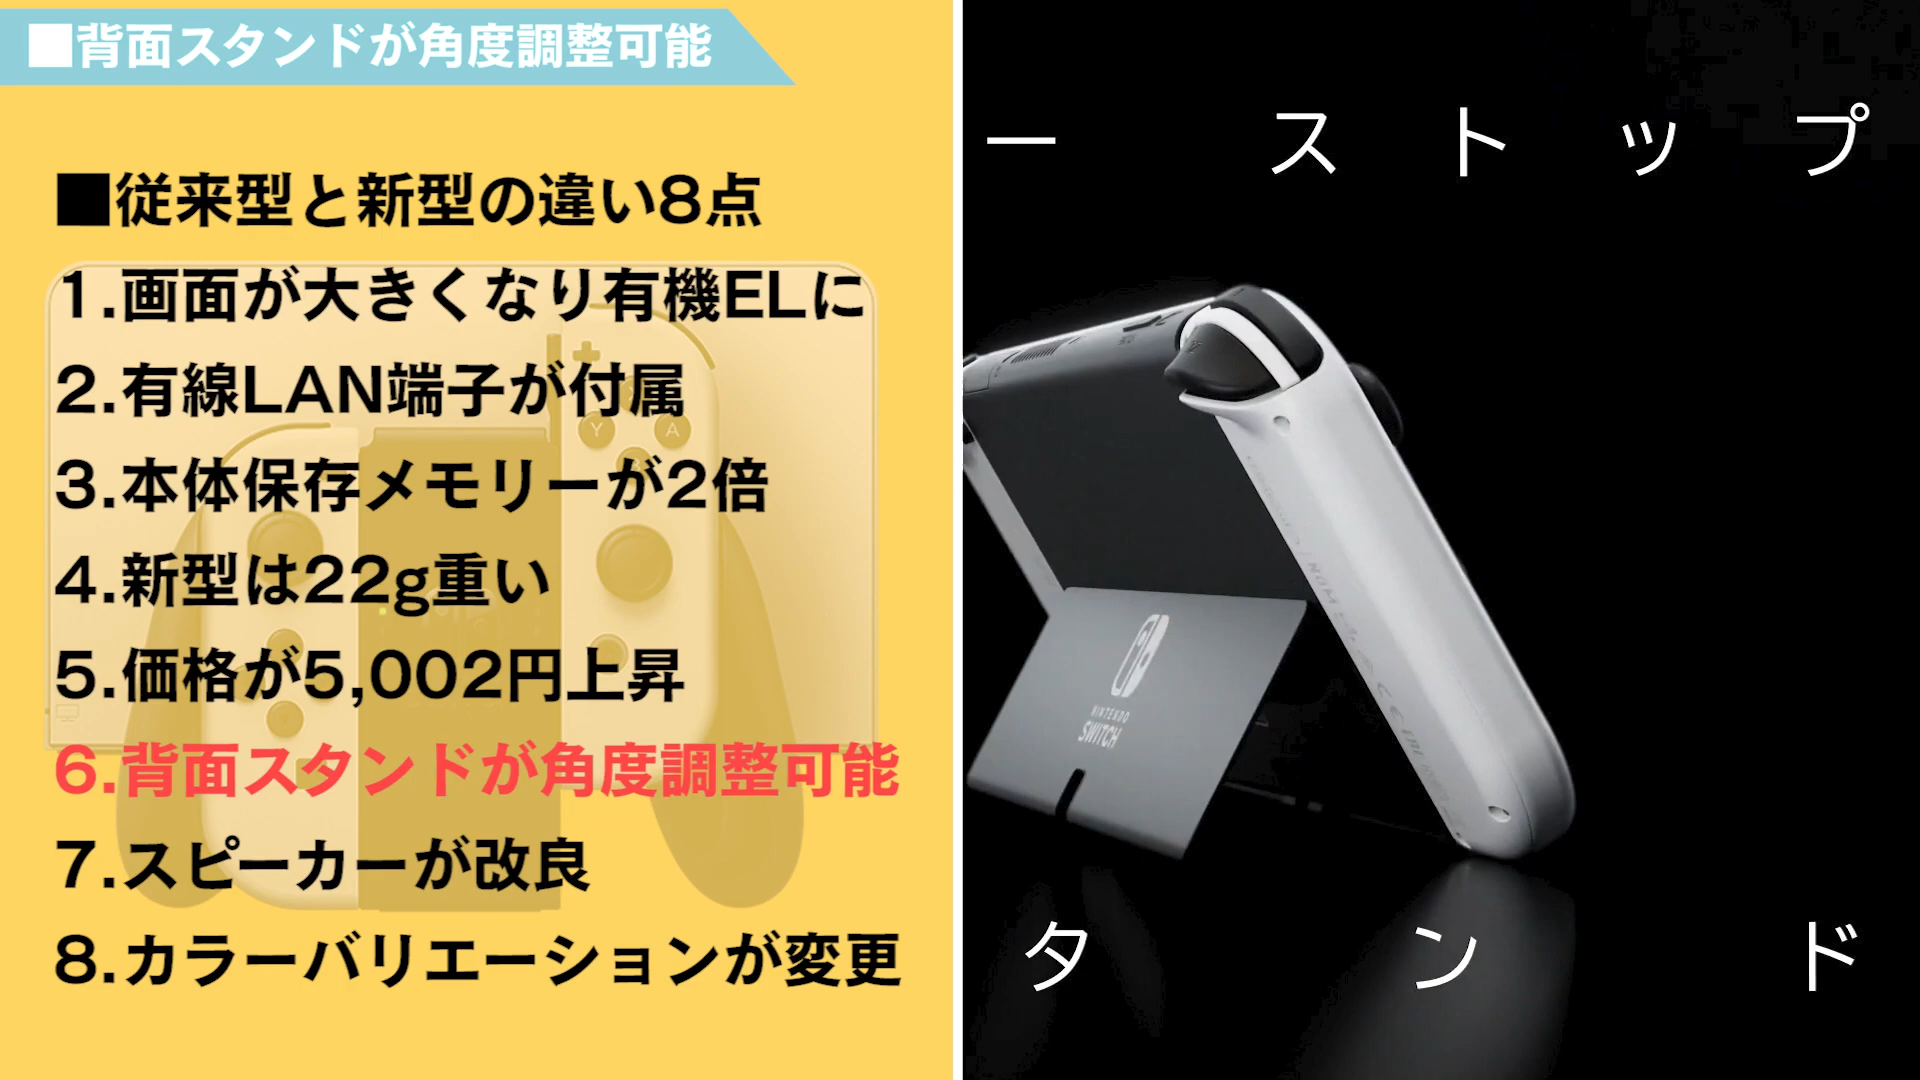 ■背面スタンドが角度調整可能
■従来型と新型の違い8点
1.画面が大きくなり有機ELに
2.有線LAN端子が付属
3.本体保存メモリーが2倍
4.新型は22g重い
5.価格が5,002円上昇
6.背面スタンドが角度調整可能
7.スピーカーが改良
8.カラーバリエーションが変更
Y
A
ーストップ
NINTENDO
SWITCH
タンド